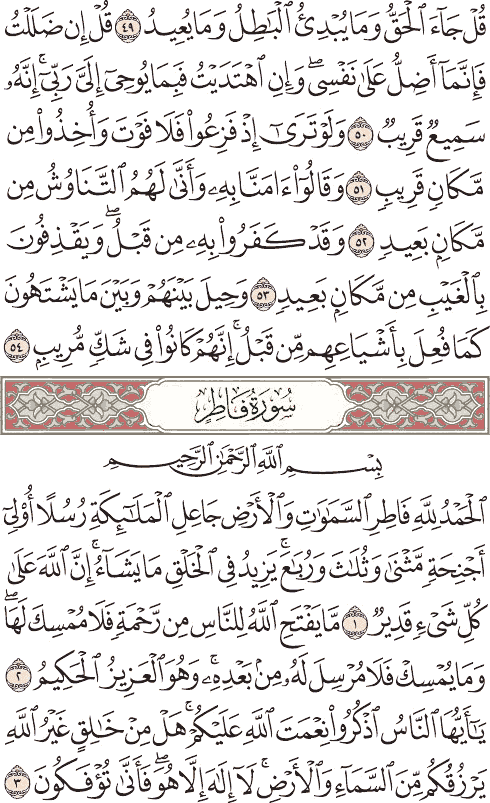 قُلْ جَآءَ ٱلْحَقُّ وَمَا يُبْدِئُ ٱلْبَٰطِلُ وَمَا يُعِيدُ ٤٩ قُلْ إِن ضَلَلْتُ
فَإِنَّمَآ أَضِلُّ عَلَىٰ نَفْسِىۖ وَإِنِ ٱهْتَدَيْتُ فَبِمَا يُوحِىٓ إِلَىَّ رَبِّىٓۚ إِنَّهُۥ
سَمِيعٌ قَرِيبٌ ٥٠ وَلَوْ تَرَىٰٓ إِذْ فَزِعُوا۟ فَلَا فَوْتَ وَأُخِذُوا۟ مِن
مَّكَانٍ قَرِيبٍ ٥١ وَقَالُوٓا۟ ءَامَنَّا بِهِۦ وَأَنَّىٰ لَهُمُ ٱلتَّنَاوُشُ مِن
مَّكَانٍۭ بَعِيدٍ ٥٢ وَقَدْ كَفَرُوا۟ بِهِۦ مِن قَبْلُۖ وَيَقْذِفُونَ
بِٱلْغَيْبِ مِن مَّكَانٍۭ بَعِيدٍ ٥٣ وَحِيلَ بَيْنَهُمْ وَبَيْنَ مَا يَشْتَهُونَ
كَمَا فُعِلَ بِأَشْيَاعِهِم مِّن قَبْلُۚ إِنَّهُمْ كَانُوا۟ فِى شَكٍّ مُّرِيبٍۭ ٥٤
سُورَةُ فَاطِرٍ
بِسْمِ ٱللَّهِ ٱلرَّحْمَٰنِ ٱلرَّحِيمِ
ٱلْحَمْدُ لِلَّهِ فَاطِرِ ٱلسَّمَٰوَٰتِ وَٱلْأَرْضِ جَاعِلِ ٱلْمَلَٰٓئِكَةِ رُسُلًا أُو۟لِىٓ
أَجْنِحَةٍ مَّثْنَىٰ وَثُلَٰثَ وَرُبَٰعَۚ يَزِيدُ فِى ٱلْخَلْقِ مَا يَشَآءُۚ إِنَّ ٱللَّهَ عَلَىٰ
كُلِّ شَىْءٍ قَدِيرٌ ١ مَّا يَفْتَحِ ٱللَّهُ لِلنَّاسِ مِن رَّحْمَةٍ فَلَا مُمْسِكَ لَهَاۖ
وَمَا يُمْسِكْ فَلَا مُرْسِلَ لَهُۥ مِنۢ بَعْدِهِۦۚ وَهُوَ ٱلْعَزِيزُ ٱلْحَكِيمُ ٢
يَٰٓأَيُّهَا ٱلنَّاسُ ٱذْكُرُوا۟ نِعْمَتَ ٱللَّهِ عَلَيْكُمْۚ هَلْ مِنْ خَٰلِقٍ غَيْرُ ٱللَّهِ
يَرْزُقُكُم مِّنَ ٱلسَّمَآءِ وَٱلْأَرْضِۚ لَآ إِلَٰهَ إِلَّا هُوَۖ فَأَنَّىٰ تُؤْفَكُونَ ٣